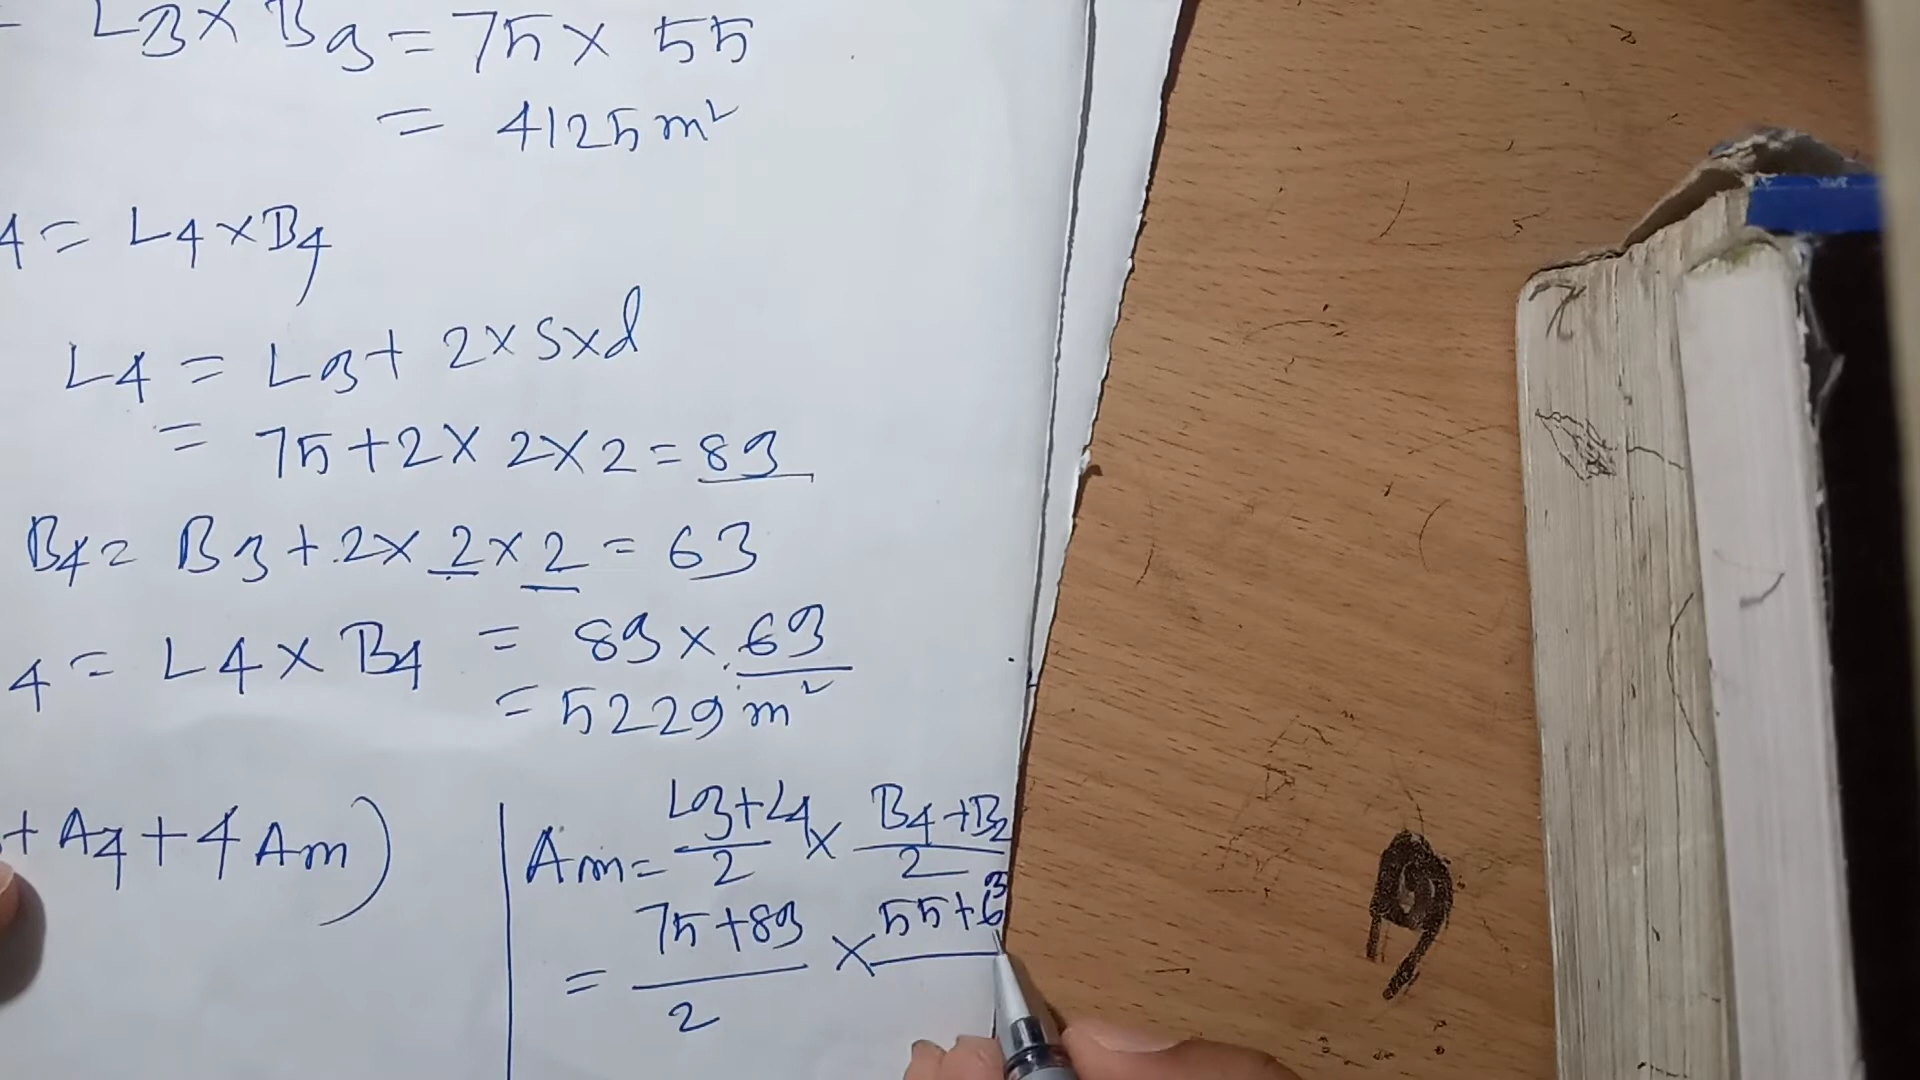 L3 × B3 = 75 × 55
= 4125 m²
4 = L4 × B4
L4 = L3 + 2 × S × d
= 75 + 2 × 2 × 2 = 83
B4 = B3 + 2 × 2 × 2 = 63
4 = L4 × B4 = 83 × 63
= 5229 m²
+ A4 + 4 Am)
Am = L3 + L4 / 2 × B4 + B3 / 2
= 75 + 83 / 2 × 55 + 63